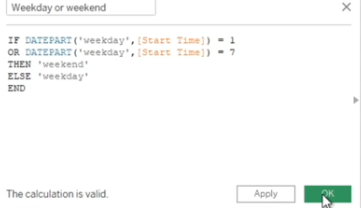 Weekday or weekend
IF DATEPART('weekday',[Start Time]) = 1
OR DATEPART('weekday',[Start Time]) = 7
THEN 'weekend'
ELSE 'weekday'
END
The calculation is valid.
Apply
OK